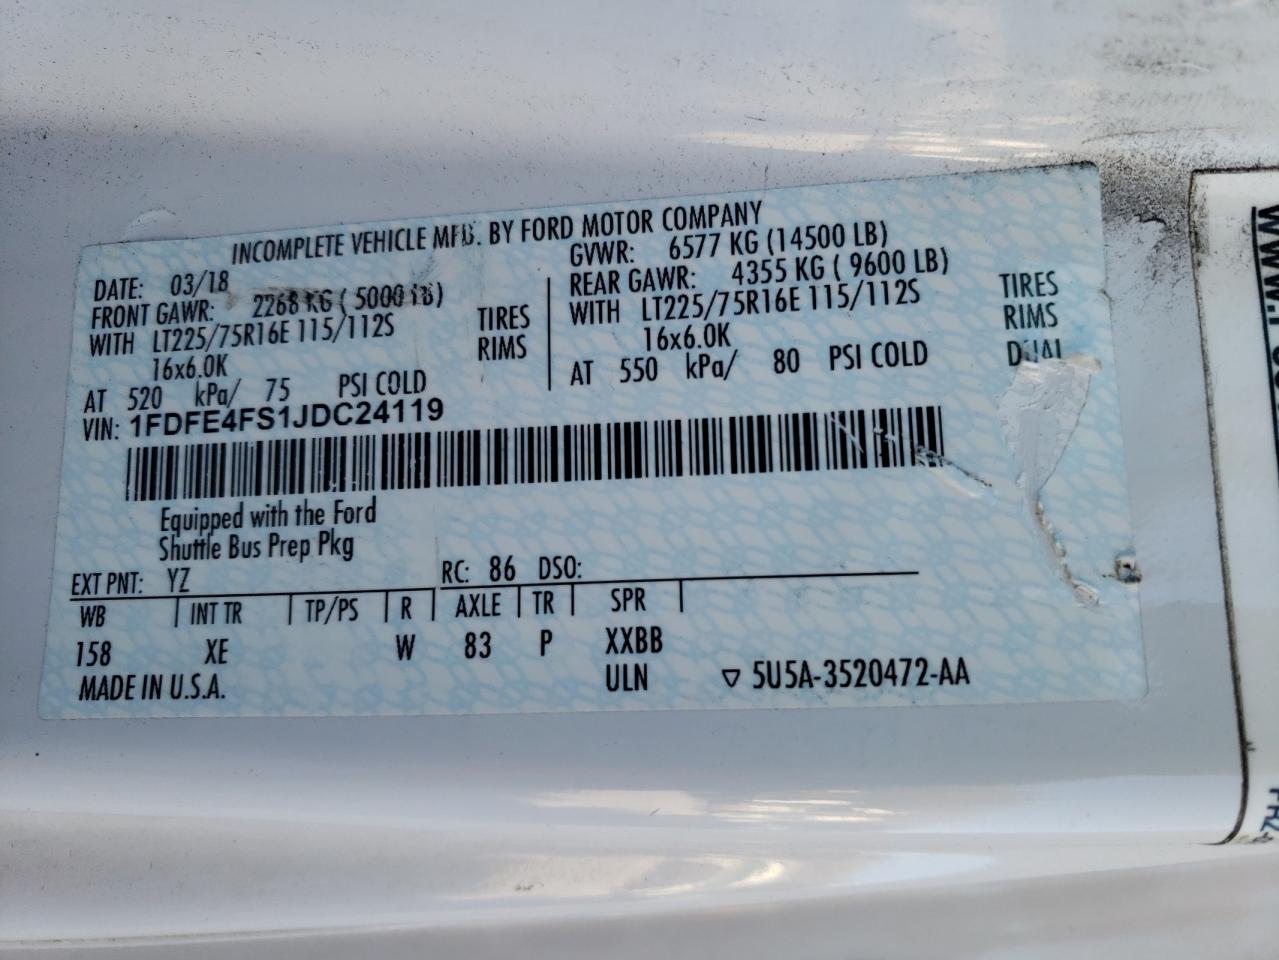 INCOMPLETE VEHICLE MFD. BY FORD MOTOR COMPANY
DATE: 03/18
GVWR: 6577 KG (14500 LB)
FRONT GAWR: 2268 KG ( 5000 LB)
REAR GAWR: 4355 KG ( 9600 LB)
WITH LT225/75R16E 115/112S TIRES
WITH LT225/75R16E 115/112S TIRES
16x6.0K RIMS
16x6.0K RIMS
AT 520 kPa/ 75 PSI COLD
AT 550 kPa/ 80 PSI COLD DUAL
VIN: 1FDFE4FS1JDC24119
Equipped with the Ford
Shuttle Bus Prep Pkg
EXT PNT: YZ RC: 86 DSO:
WB INT TR TP/PS R AXLE TR SPR
158 XE W 83 P XXBB
MADE IN U.S.A. ULN ▽ 5U5A-3520472-AA